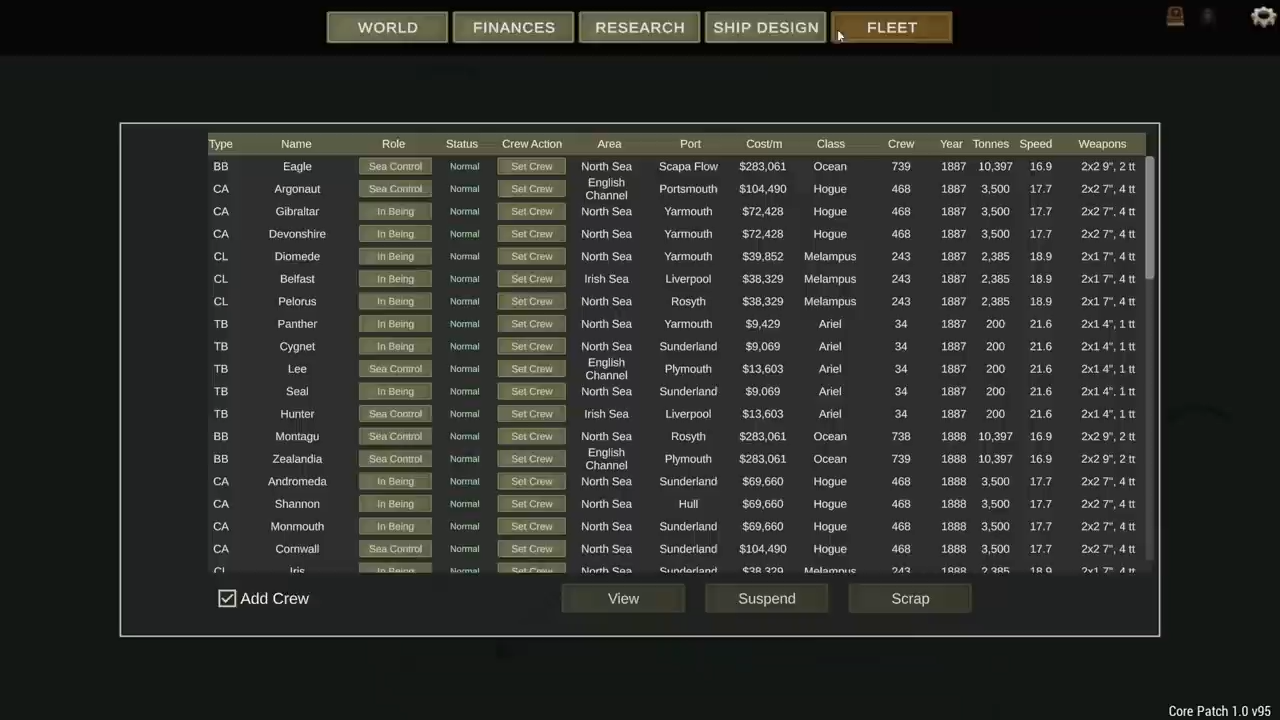 WORLD FINANCES RESEARCH SHIP DESIGN FLEET
Type Name Role Status Crew Action Area Port Cost/m Class Crew Year Tonnes Speed Weapons
BB Eagle Sea Control Normal Set Crew North Sea Scapa Flow $283,061 Ocean 739 1887 10,397 16.9 2x2 9", 2 tt
CA Argonaut Sea Control Normal Set Crew English Channel Portsmouth $104,490 Hogue 468 1887 3,500 17.7 2x2 7", 4 tt
CA Gibraltar In Being Normal Set Crew North Sea Yarmouth $72,428 Hogue 468 1887 3,500 17.7 2x2 7", 4 tt
CA Devonshire In Being Normal Set Crew North Sea Yarmouth $72,428 Hogue 468 1887 3,500 17.7 2x2 7", 4 tt
CL Diomede In Being Normal Set Crew North Sea Yarmouth $39,852 Melampus 243 1887 2,385 18.9 2x1 7", 4 tt
CL Belfast In Being Normal Set Crew Irish Sea Liverpool $38,329 Melampus 243 1887 2,385 18.9 2x1 7", 4 tt
CL Pelorus In Being Normal Set Crew North Sea Rosyth $38,329 Melampus 243 1887 2,385 18.9 2x1 7", 4 tt
TB Panther In Being Normal Set Crew North Sea Yarmouth $9,429 Ariel 34 1887 200 21.6 2x1 4", 1 tt
TB Cygnet In Being Normal Set Crew North Sea Sunderland $9,069 Ariel 34 1887 200 21.6 2x1 4", 1 tt
TB Lee Sea Control Normal Set Crew English Channel Plymouth $13,603 Ariel 34 1887 200 21.6 2x1 4", 1 tt
TB Seal In Being Normal Set Crew North Sea Sunderland $9,069 Ariel 34 1887 200 21.6 2x1 4", 1 tt
TB Hunter Sea Control Normal Set Crew Irish Sea Liverpool $13,603 Ariel 34 1887 200 21.6 2x1 4", 1 tt
BB Montagu Sea Control Normal Set Crew North Sea Rosyth $283,061 Ocean 738 1888 10,397 16.9 2x2 9", 2 tt
BB Zealandia Sea Control Normal Set Crew English Channel Plymouth $283,061 Ocean 739 1888 10,397 16.9 2x2 9", 2 tt
CA Andromeda In Being Normal Set Crew North Sea Sunderland $69,660 Hogue 468 1888 3,500 17.7 2x2 7", 4 tt
CA Shannon In Being Normal Set Crew North Sea Hull $69,660 Hogue 468 1888 3,500 17.7 2x2 7", 4 tt
CA Monmouth In Being Normal Set Crew North Sea Sunderland $69,660 Hogue 468 1888 3,500 17.7 2x2 7", 4 tt
CA Cornwall Sea Control Normal Set Crew North Sea Sunderland $104,490 Hogue 468 1888 3,500 17.7 2x2 7", 4 tt
CL Iris In Being Normal Set Crew North Sea Sunderland $38,329 Melampus 243 1888 2,385 18.9 2x1 7", 4 tt
Add Crew View Suspend Scrap
Core Patch 1.0 v95